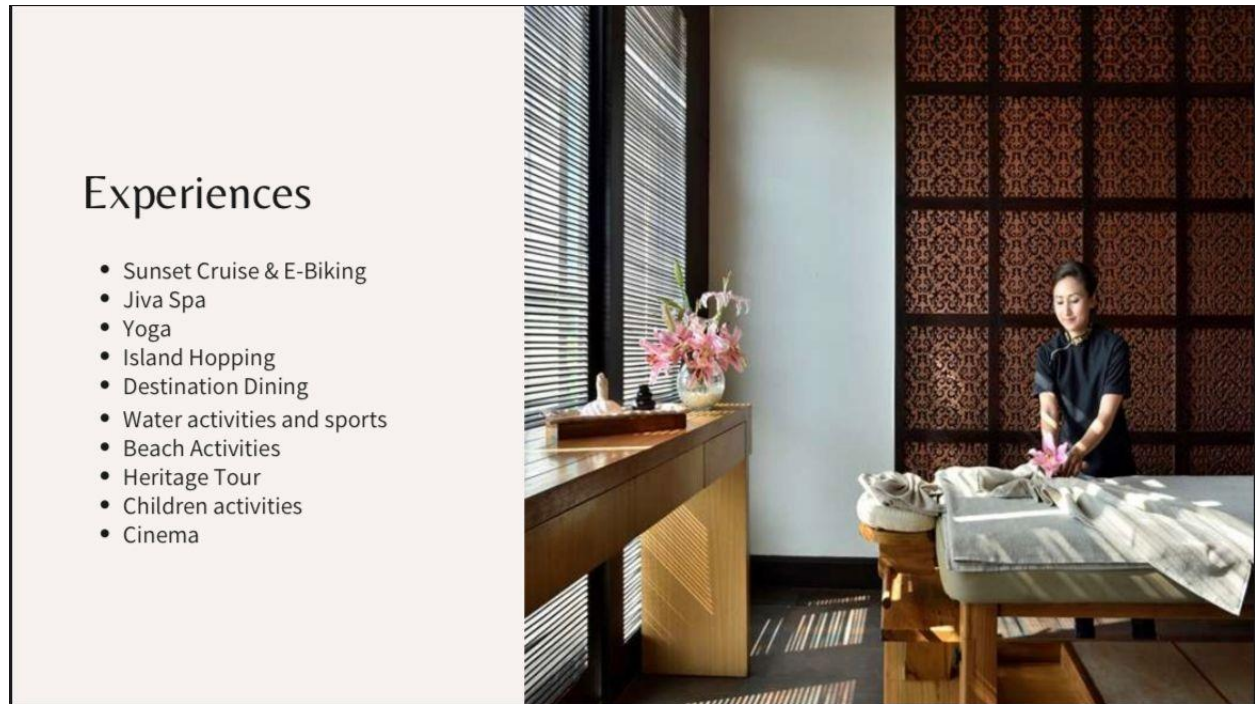 Experiences
• Sunset Cruise & E-Biking
• Jiva Spa
• Yoga
• Island Hopping
• Destination Dining
• Water activities and sports
• Beach Activities
• Heritage Tour
• Children activities
• Cinema